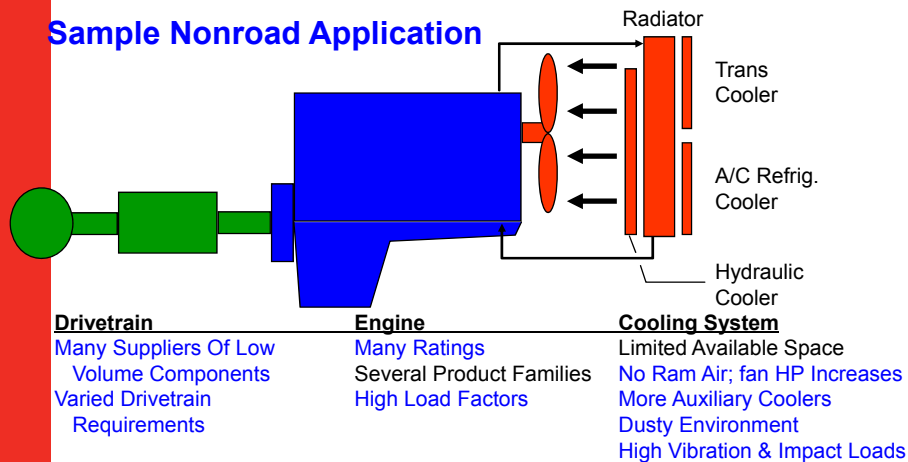 Sample Nonroad Application
Radiator
Trans
Cooler
A/C Refrig.
Cooler
Hydraulic
Cooler
Drivetrain
Many Suppliers Of Low
Volume Components
Varied Drivetrain
Requirements
Engine
Many Ratings
Several Product Families
High Load Factors
Cooling System
Limited Available Space
No Ram Air; fan HP Increases
More Auxiliary Coolers
Dusty Environment
High Vibration & Impact Loads